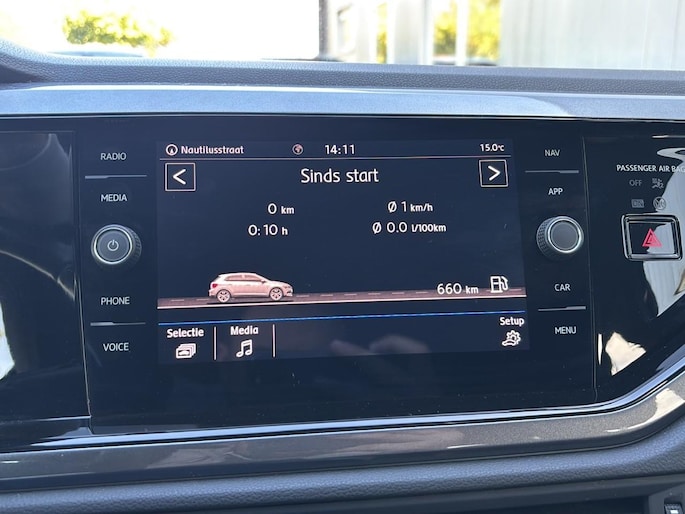 Nautilusstraat 14:11 15.0°c
Sinds start
0 km Ø 1 km/h
0:10 h Ø 0.0 l/100km
660 km
Selectie Media Setup
RADIO
MEDIA
PHONE
VOICE
NAV
APP
CAR
MENU
PASSENGER AIR BAG
OFF